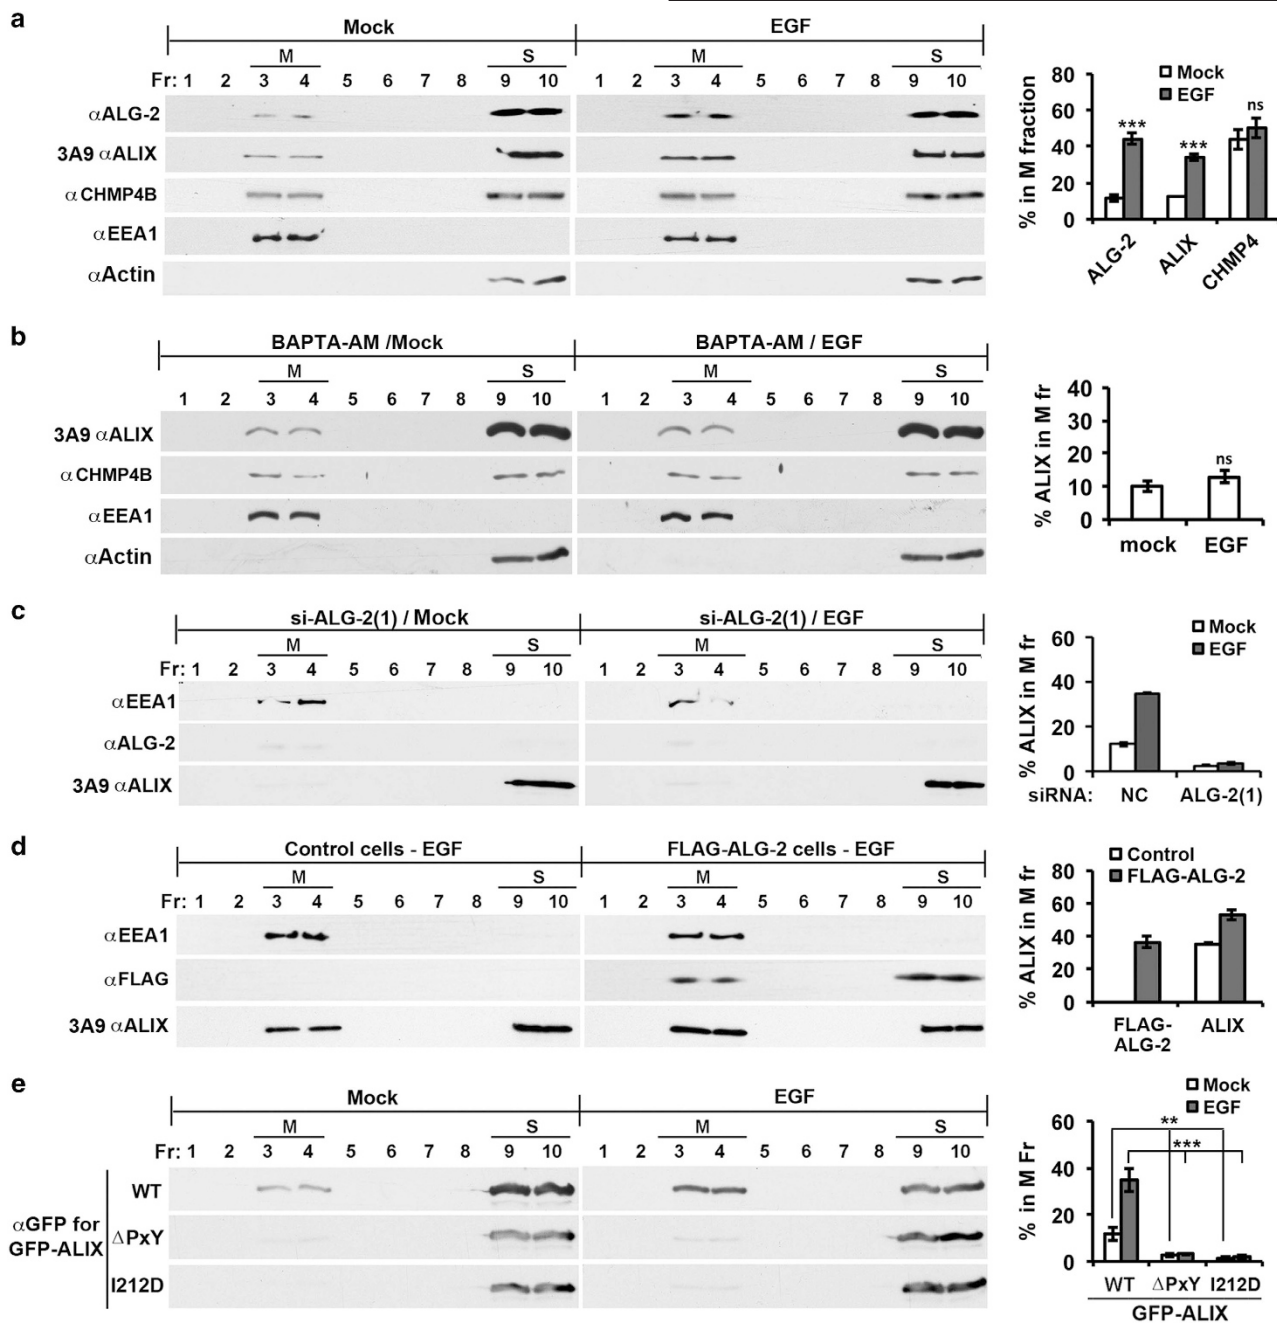 a
Mock EGF
M S M S
Fr: 1 2 3 4 5 6 7 8 9 10 1 2 3 4 5 6 7 8 9 10
αALG-2
3A9 αALIX
αCHMP4B
αEEA1
αActin
% in M fraction
80
60
40
20
0
Mock
EGF
*** *** ns
ALG-2 ALIX CHMP4
b
BAPTA-AM /Mock BAPTA-AM / EGF
M S M S
1 2 3 4 5 6 7 8 9 10 1 2 3 4 5 6 7 8 9 10
3A9 αALIX
αCHMP4B
αEEA1
αActin
% ALIX in M fr
40
30
20
10
0
ns
mock EGF
c
si-ALG-2(1) / Mock si-ALG-2(1) / EGF
M S M S
Fr: 1 2 3 4 5 6 7 8 9 10 1 2 3 4 5 6 7 8 9 10
αEEA1
αALG-2
3A9 αALIX
% ALIX in M fr
60
40
20
0
Mock
EGF
siRNA: NC ALG-2(1)
d
Control cells - EGF FLAG-ALG-2 cells - EGF
M S M S
Fr: 1 2 3 4 5 6 7 8 9 10 1 2 3 4 5 6 7 8 9 10
αEEA1
αFLAG
3A9 αALIX
% ALIX in M fr
80
60
40
20
0
Control
FLAG-ALG-2
FLAG- ALIX
ALG-2
e
Mock EGF
M S M S
Fr: 1 2 3 4 5 6 7 8 9 10 1 2 3 4 5 6 7 8 9 10
αGFP for
GFP-ALIX
WT
ΔPxY
I212D
% in M Fr
60
40
20
0
Mock
EGF
**
***
WT ΔPxY I212D
GFP-ALIX